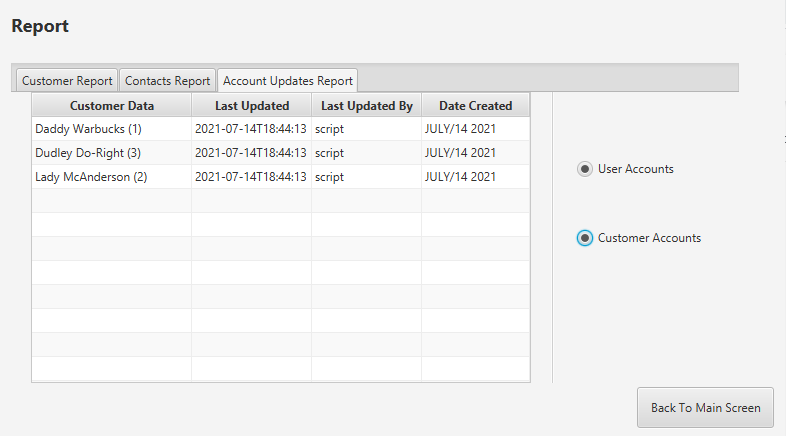 Report
Customer Report Contacts Report Account Updates Report
Customer Data Last Updated Last Updated By Date Created
Daddy Warbucks (1) 2021-07-14T18:44:13 script JULY/14 2021
Dudley Do-Right (3) 2021-07-14T18:44:13 script JULY/14 2021
Lady McAnderson (2) 2021-07-14T18:44:13 script JULY/14 2021
User Accounts
Customer Accounts
Back To Main Screen